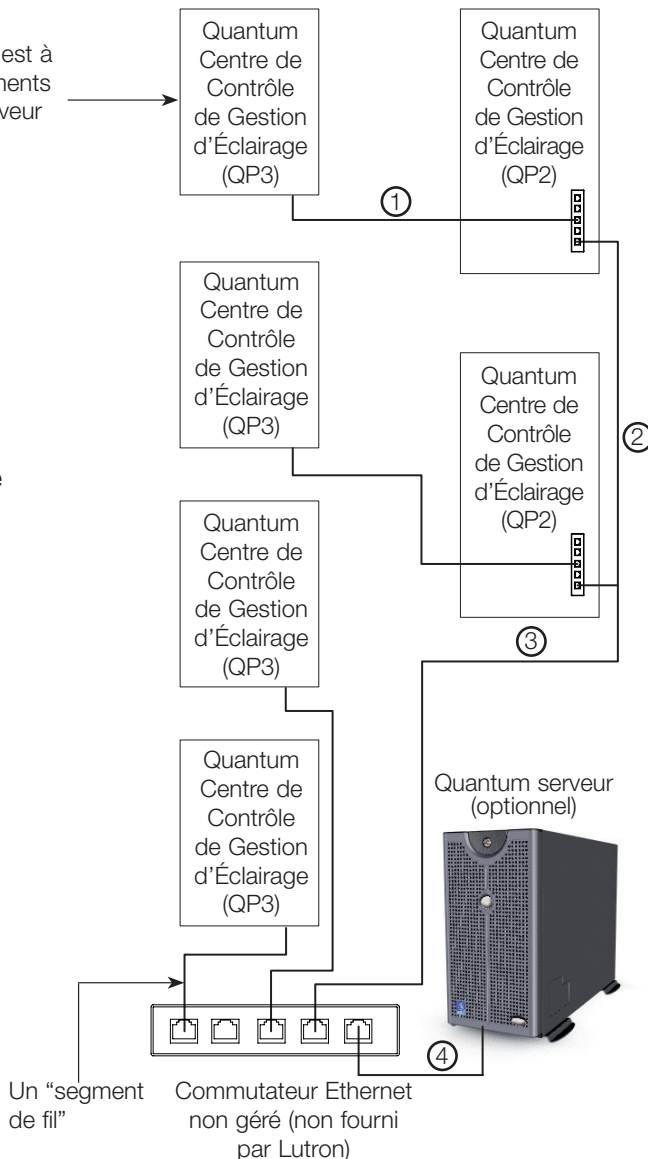 est à
ments
veur
Quantum
Centre de
Contrôle
de Gestion
d'Éclairage
(QP3)
Quantum
Centre de
Contrôle
de Gestion
d'Éclairage
(QP2)
1
Quantum
Centre de
Contrôle
de Gestion
d'Éclairage
(QP3)
Quantum
Centre de
Contrôle
de Gestion
d'Éclairage
(QP2)
2
e
Quantum
Centre de
Contrôle
de Gestion
d'Éclairage
(QP3)
3
Quantum
Centre de
Contrôle
de Gestion
d'Éclairage
(QP3)
Quantum serveur
(optionnel)
4
Un “segment
de fil”
Commutateur Ethernet
non géré (non fourni
par Lutron)